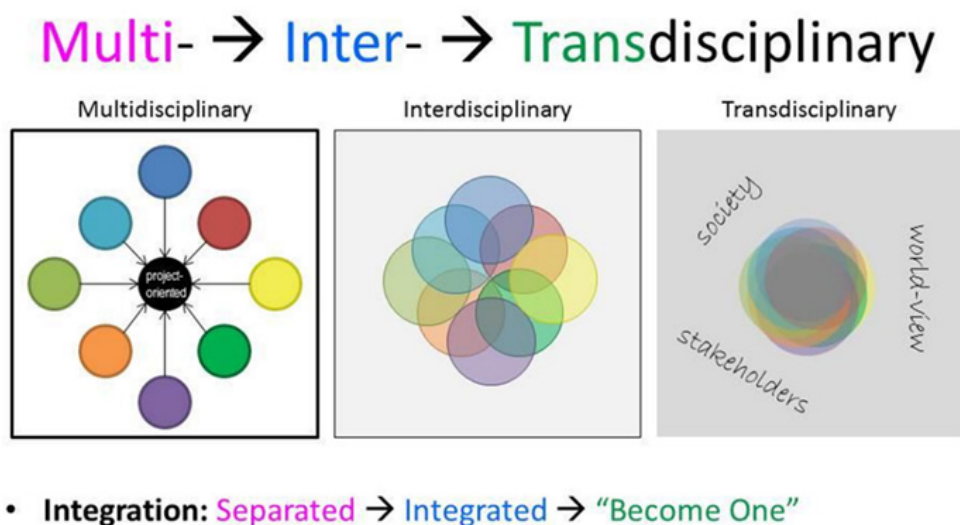 Multi- → Inter- → Transdisciplinary
Multidisciplinary
project-
oriented
Interdisciplinary
Transdisciplinary
society
world-view
stakeholders
• Integration: Separated → Integrated → “Become One”